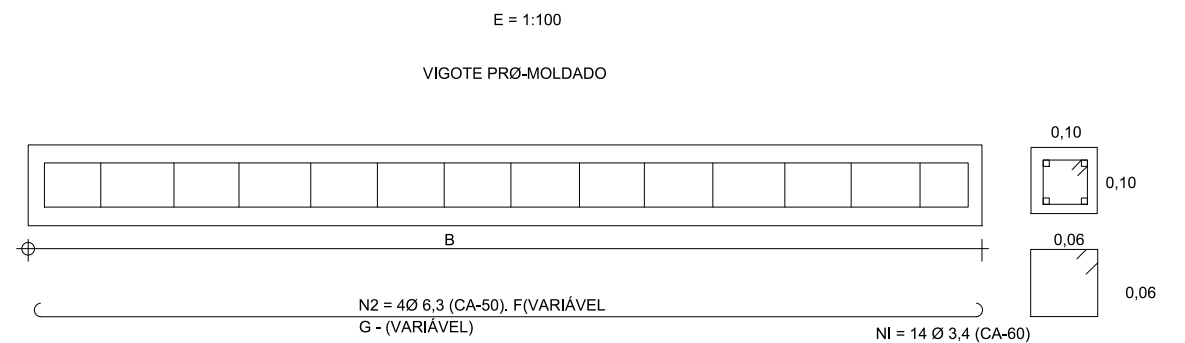 E = 1:100
VIGOTE PRØ-MOLDADO
0,10
0,10
B
0,06
0,06
N2 = 4Ø 6,3 (CA-50). F(VARIÁVEL
G - (VARIÁVEL)
NI = 14 Ø 3,4 (CA-60)